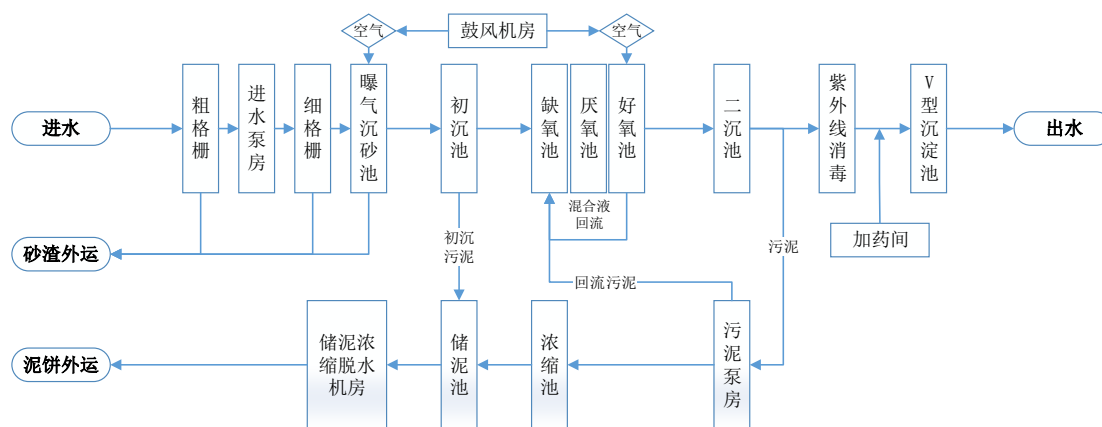 空气
鼓风机房
空气
进水
粗格栅
进水泵房
细格栅
曝气沉砂池
初沉池
缺氧池
厌氧池
好氧池
二沉池
紫外线消毒
V型沉淀池
出水
混合液
回流
砂渣外运
初沉
污泥
污泥
加药间
回流污泥
泥饼外运
储泥浓
缩脱水
机房
储泥池
浓缩池
污泥泵房